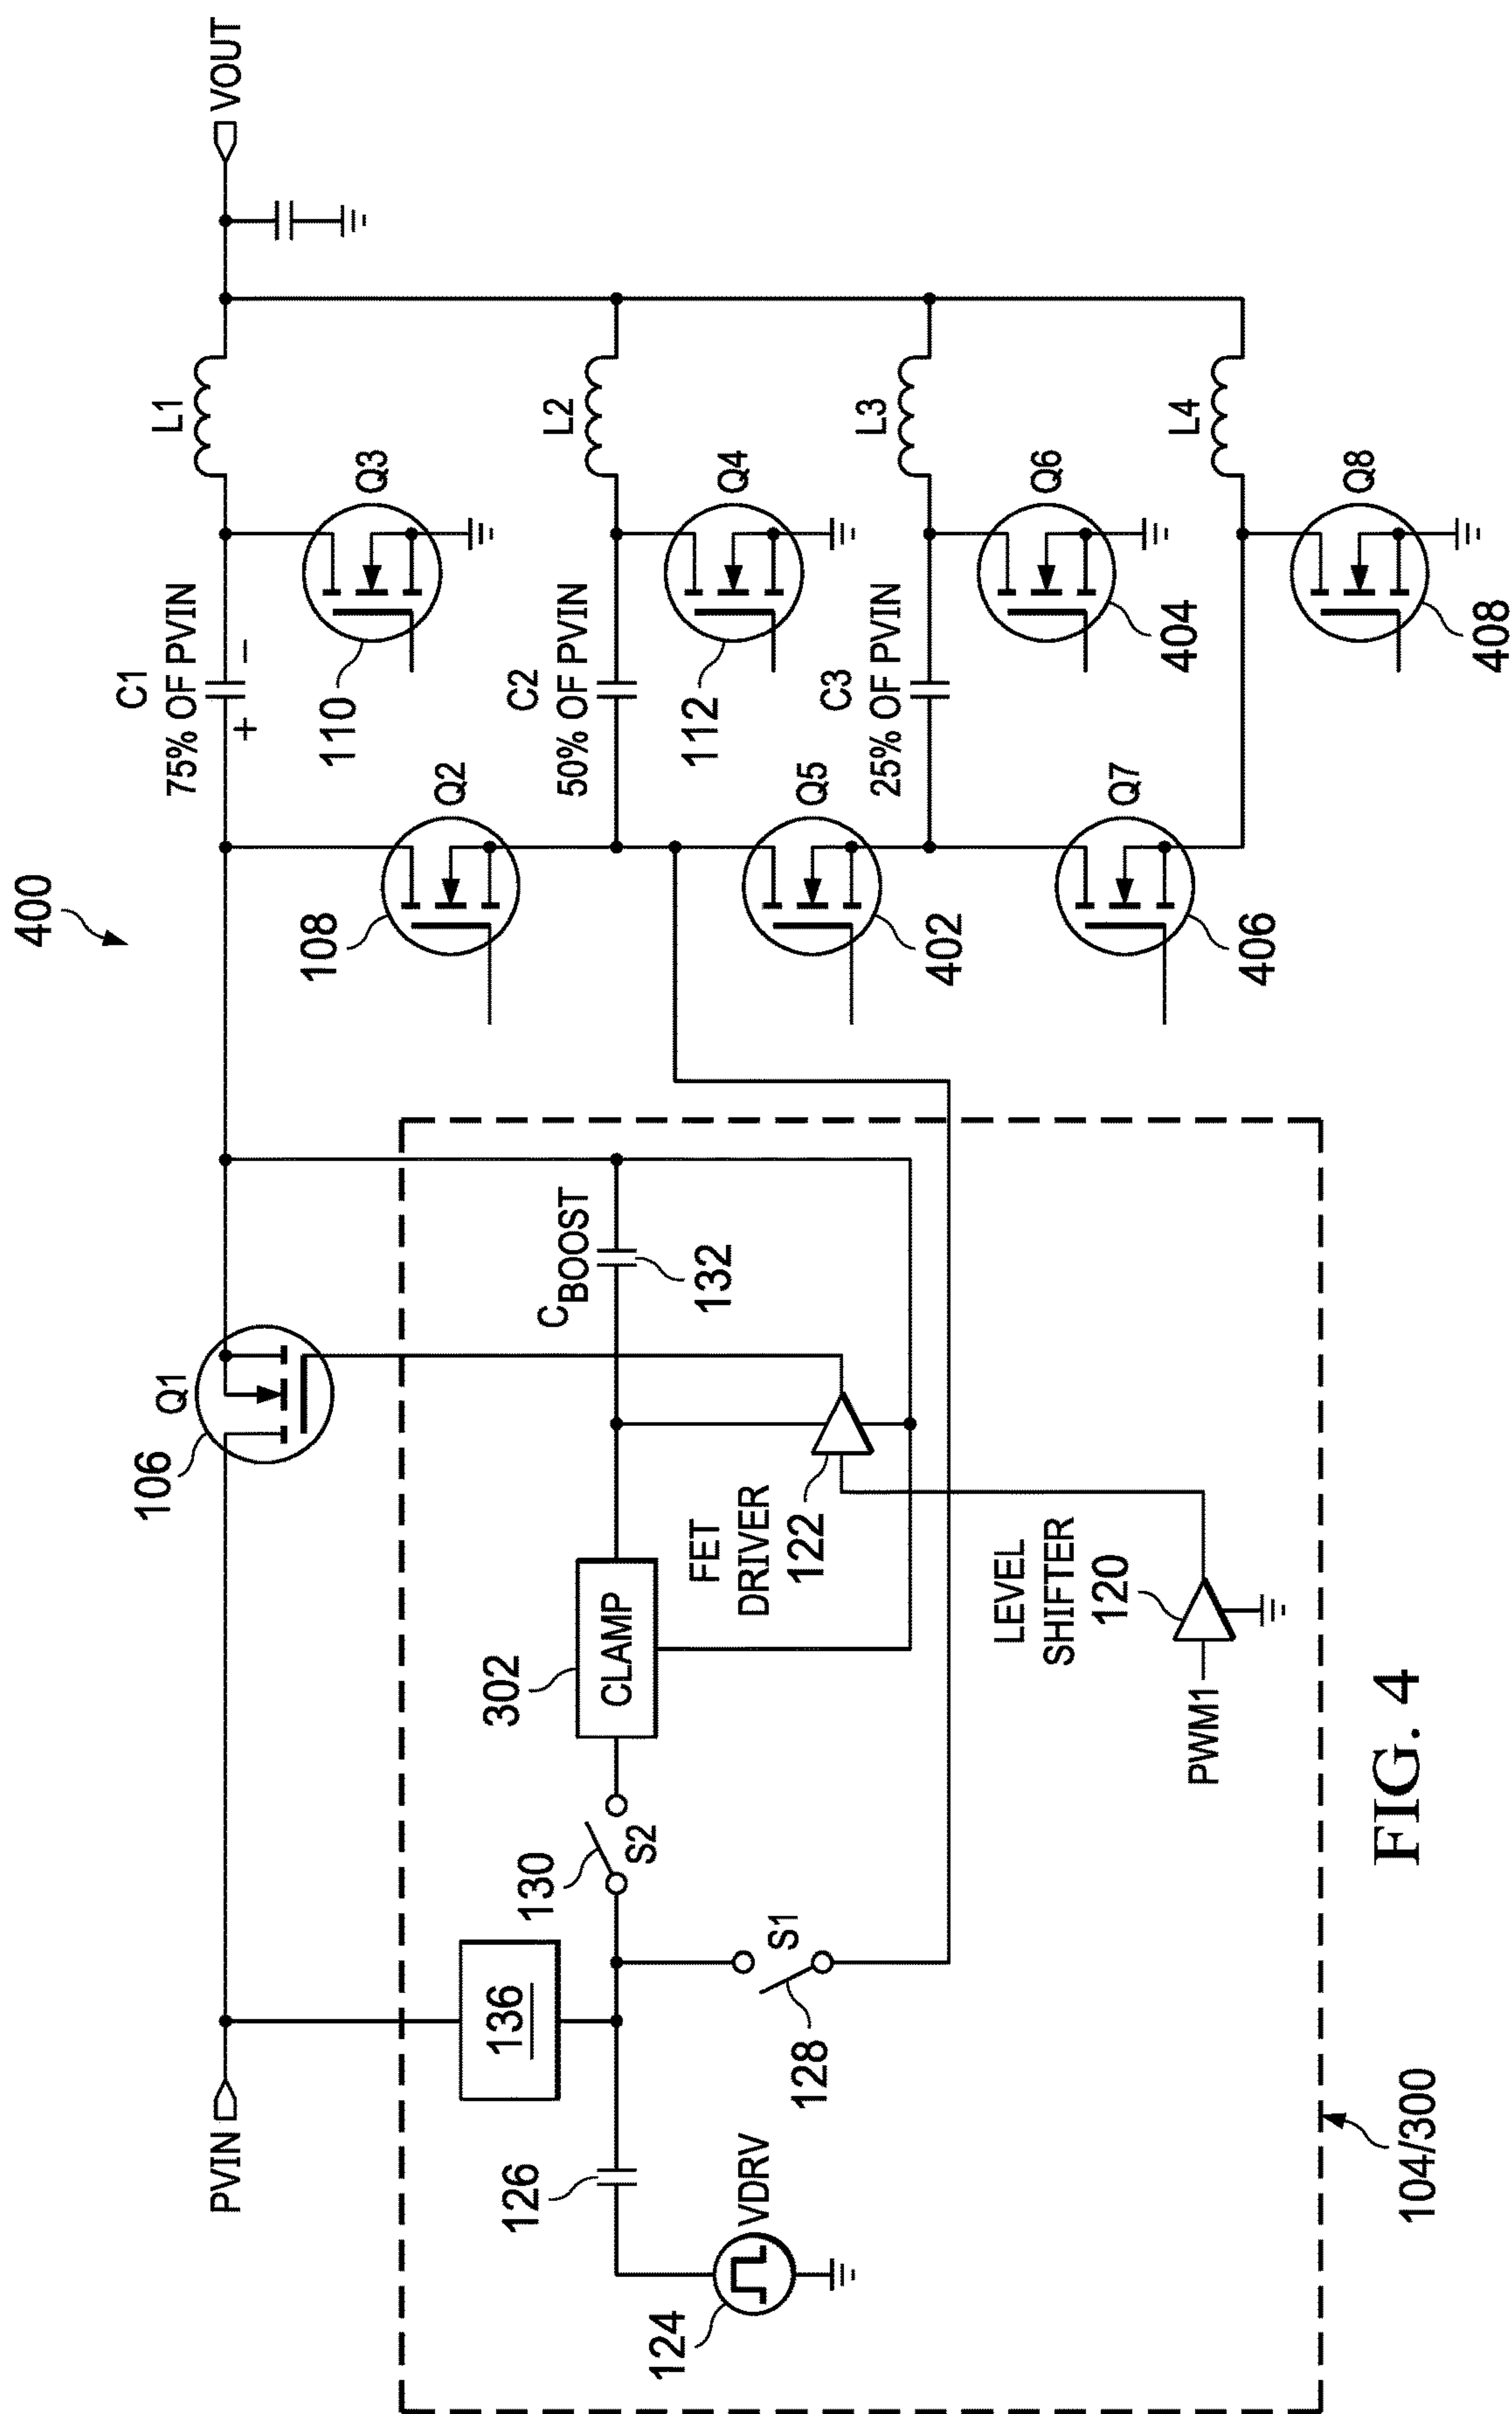 400
PVIN
106
Q1
C1
75% OF PVIN
+ −
L1
VOUT
108
Q2
110
Q3
C2
50% OF PVIN
L2
112
Q4
402
Q5
C3
25% OF PVIN
L3
404
Q6
406
Q7
L4
408
Q8
136
124
VDRV
126
130
S2
128
S1
302
CLAMP
CBOOST
132
FET
DRIVER
122
LEVEL
SHIFTER
120
PWM1
104/300
FIG. 4